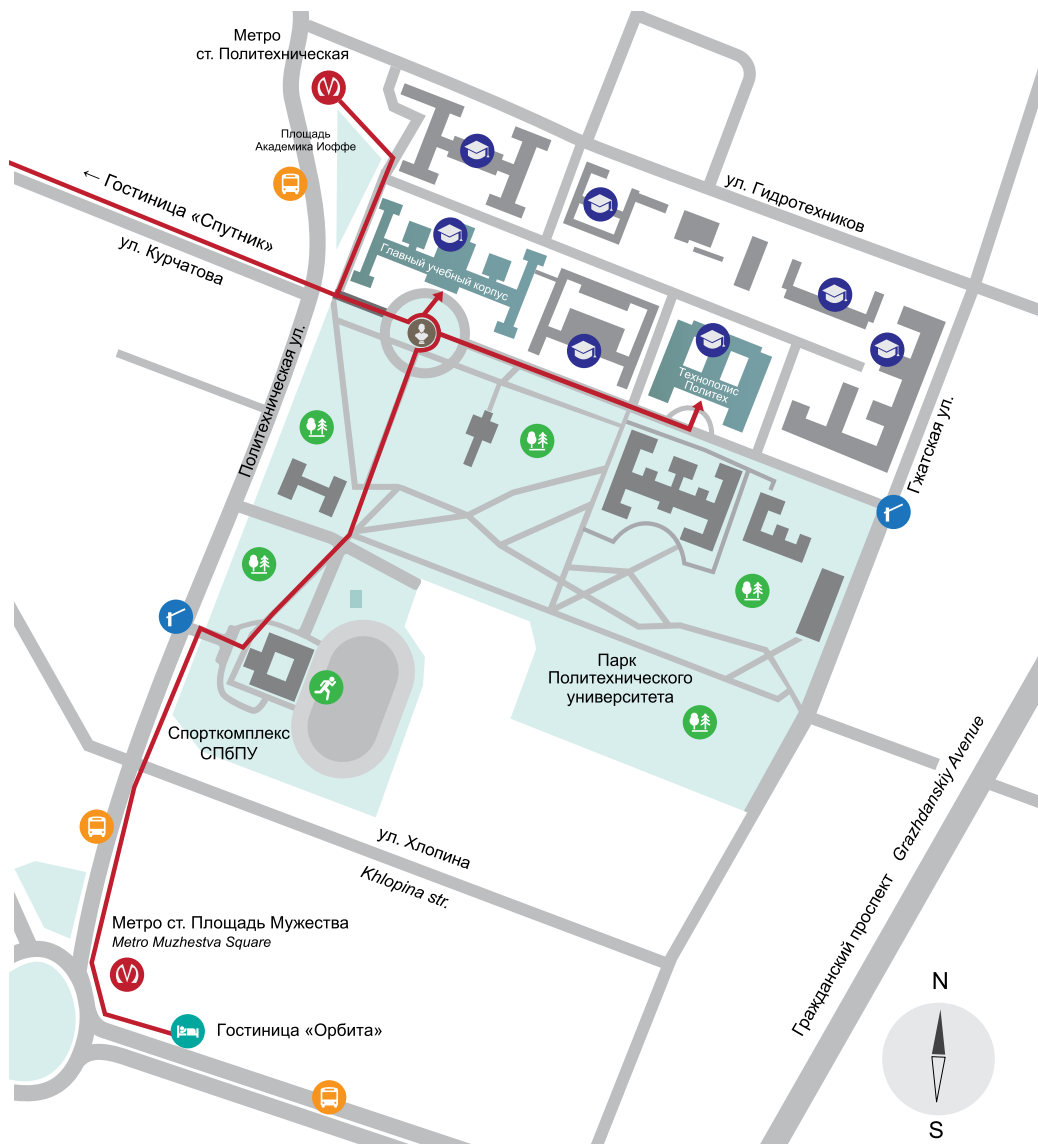 Метро
ст. Политехническая
Площадь
Академика Иоффе
← Гостиница «Спутник»
ул. Курчатова
ул. Гидротехников
Главный учебный корпус
Технополис
Политех
Политехническая ул.
Гжатская ул.
Парк
Политехнического
университета
Спорткомплекс
СПбПУ
ул. Хлопина
Khlopina str.
Гражданский проспект Grazhdanskiy Avenue
Метро ст. Площадь Мужества
Metro Muzhestva Square
Гостиница «Орбита»
N
S